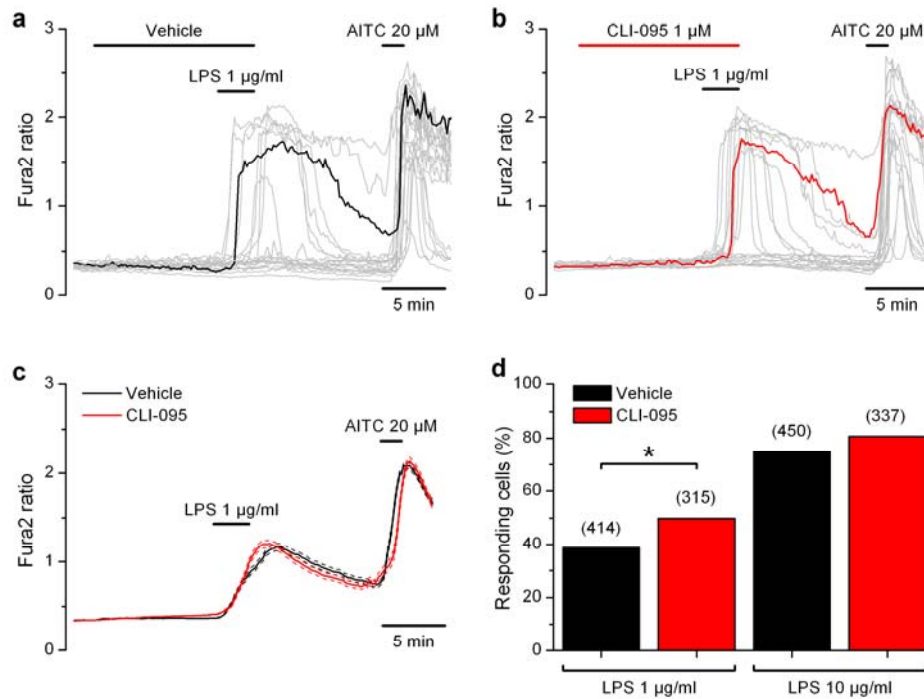 a
3
Vehicle
AITC 20 µM
LPS 1 µg/ml
2
Fura2 ratio
1
0
5 min
b
3
CLI-095 1 µM
AITC 20 µM
LPS 1 µg/ml
2
Fura2 ratio
1
0
5 min
c
3
Vehicle
CLI-095
AITC 20 µM
2
LPS 1 µg/ml
Fura2 ratio
1
0
5 min
d
100
Vehicle
CLI-095
(450)
(337)
80
*
60
(414)
(315)
Responding cells (%)
40
20
0
LPS 1 µg/ml
LPS 10 µg/ml